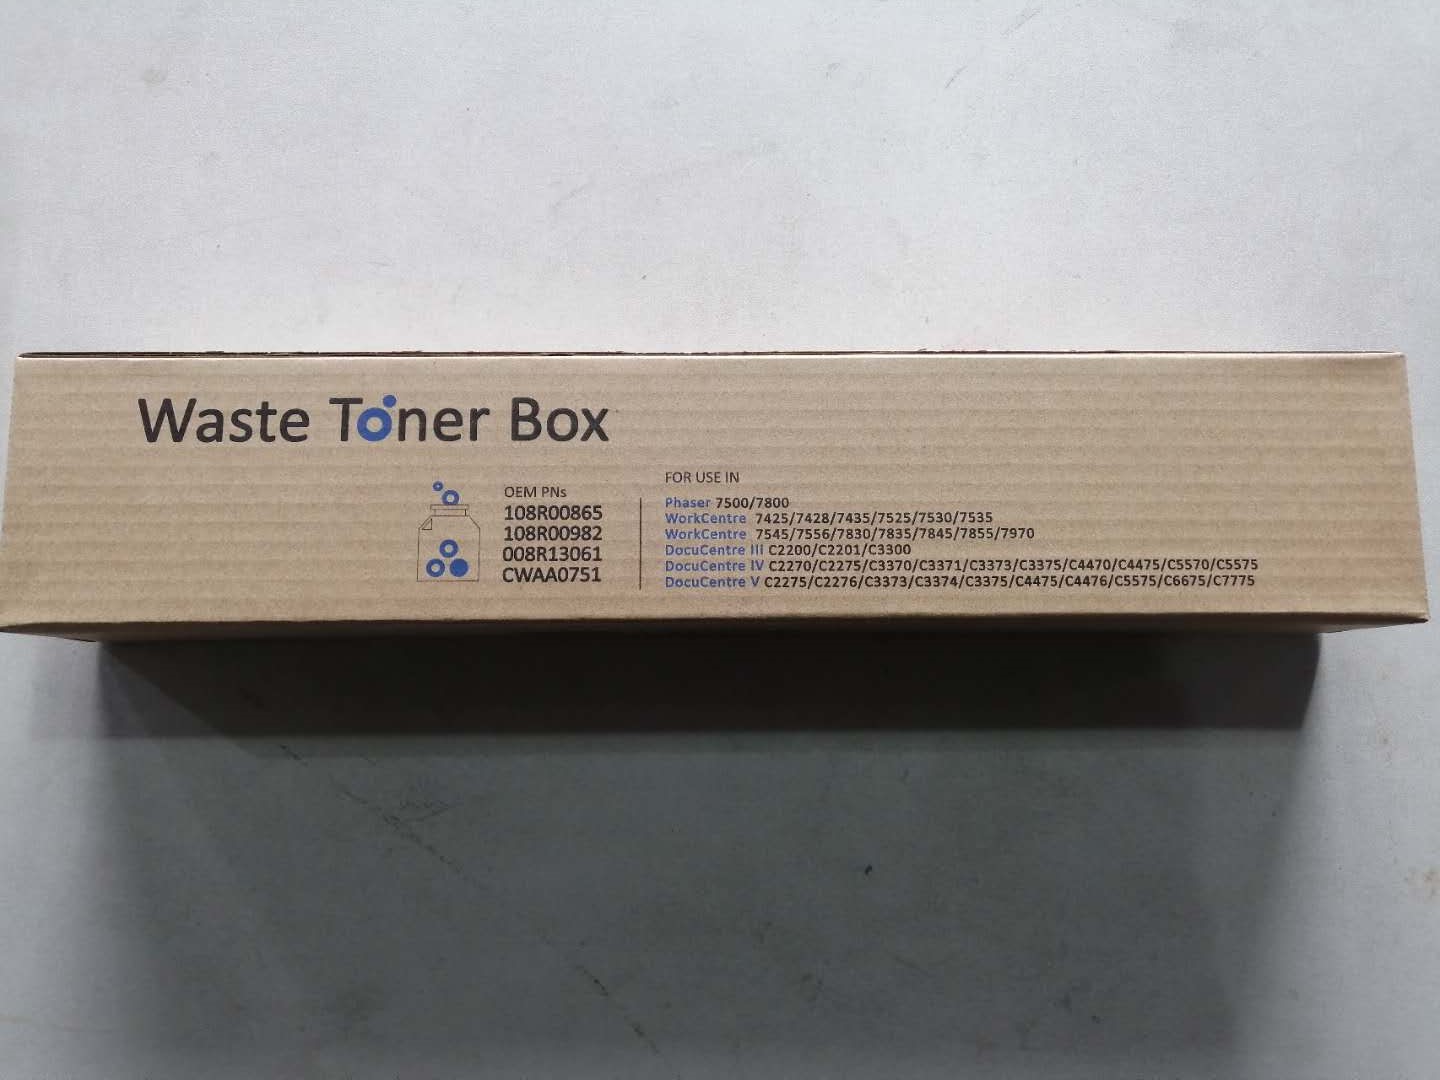 Waste Toner Box
OEM PNs
108R00865
108R00982
008R13061
CWAA0751
FOR USE IN
Phaser 7500/7800
WorkCentre 7425/7428/7435/7525/7530/7535
WorkCentre 7545/7556/7830/7835/7845/7855/7970
DocuCentre III C2200/C2201/C3300
DocuCentre IV C2270/C2275/C3370/C3371/C3373/C3375/C4470/C4475/C5570/C5575
DocuCentre V C2275/C2276/C3373/C3374/C3375/C4475/C4476/C5575/C6675/C7775